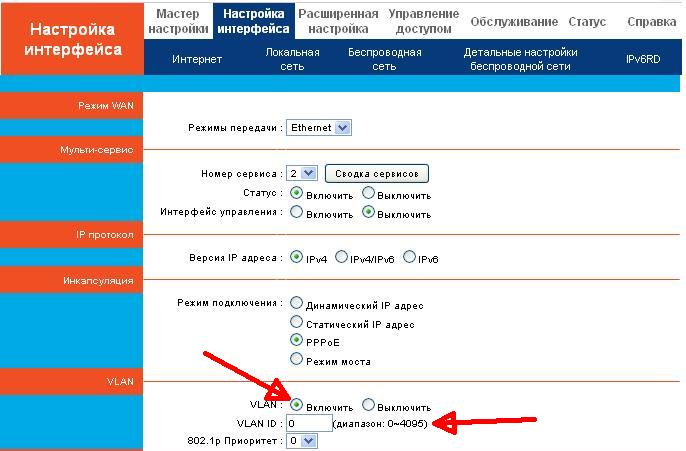 Настройка
интерфейса
Мастер
настройки
Настройка
интерфейса
Расширенная
настройка
Управление
доступом
Обслуживание
Статус
Справка
Интернет
Локальная
сеть
Беспроводная
сеть
Детальные настройки
беспроводной сети
IPv6RD
Режим WAN
Режимы передачи : Ethernet
Мульти-сервис
Номер сервиса : 2 Сводка сервисов
Статус : Включить Выключить
Интерфейс управления : Включить Выключить
IP протокол
Версия IP адреса : IPv4 IPv4/IPv6 IPv6
Инкапсуляция
Режим подключения : Динамический IP адрес
Статический IP адрес
PPPoE
Режим моста
VLAN
VLAN : Включить Выключить
VLAN ID : 0 (диапазон: 0~4095)
802.1p Приоритет : 0